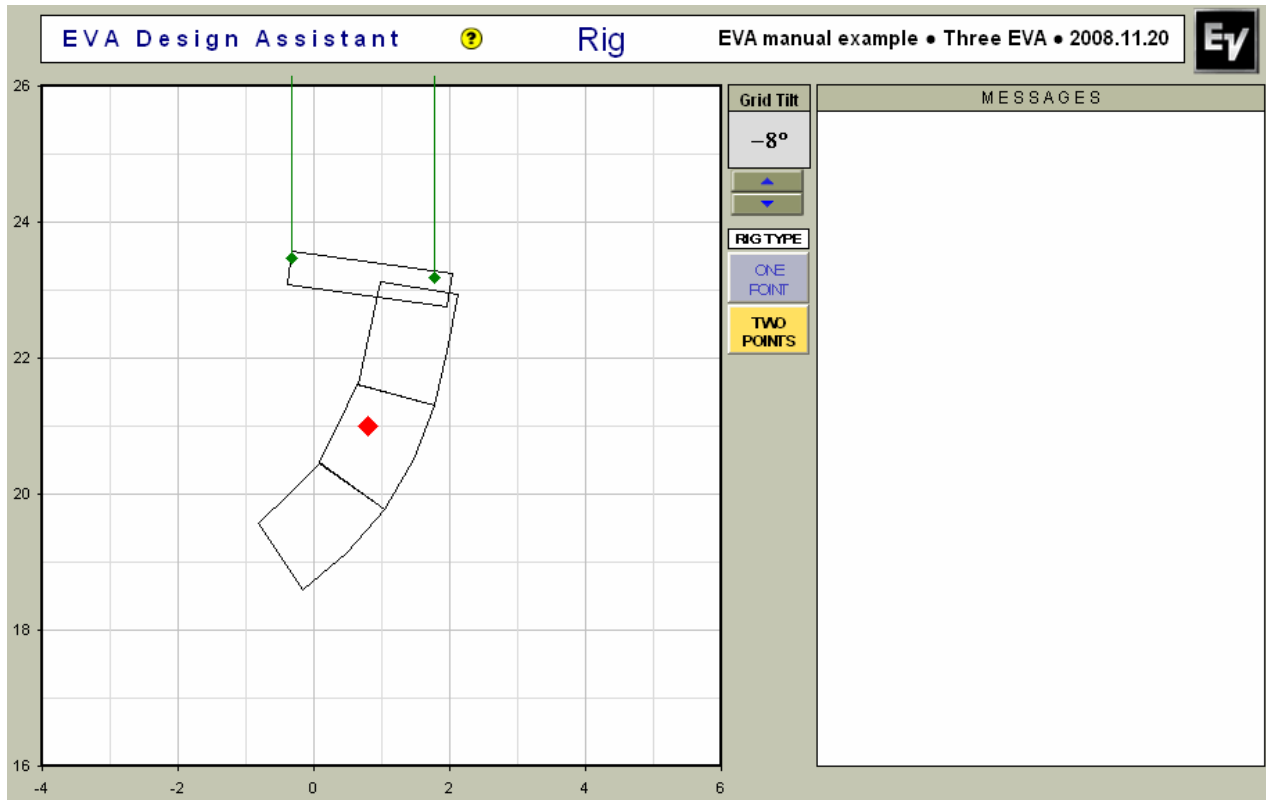 EVA Design Assistant ? Rig EVA manual example • Three EVA • 2008.11.20 EV
26
24
22
20
18
16
-4 -2 0 2 4 6
Grid Tilt
–8º
RIG TYPE
ONE
POINT
TWO
POINTS
MESSAGES